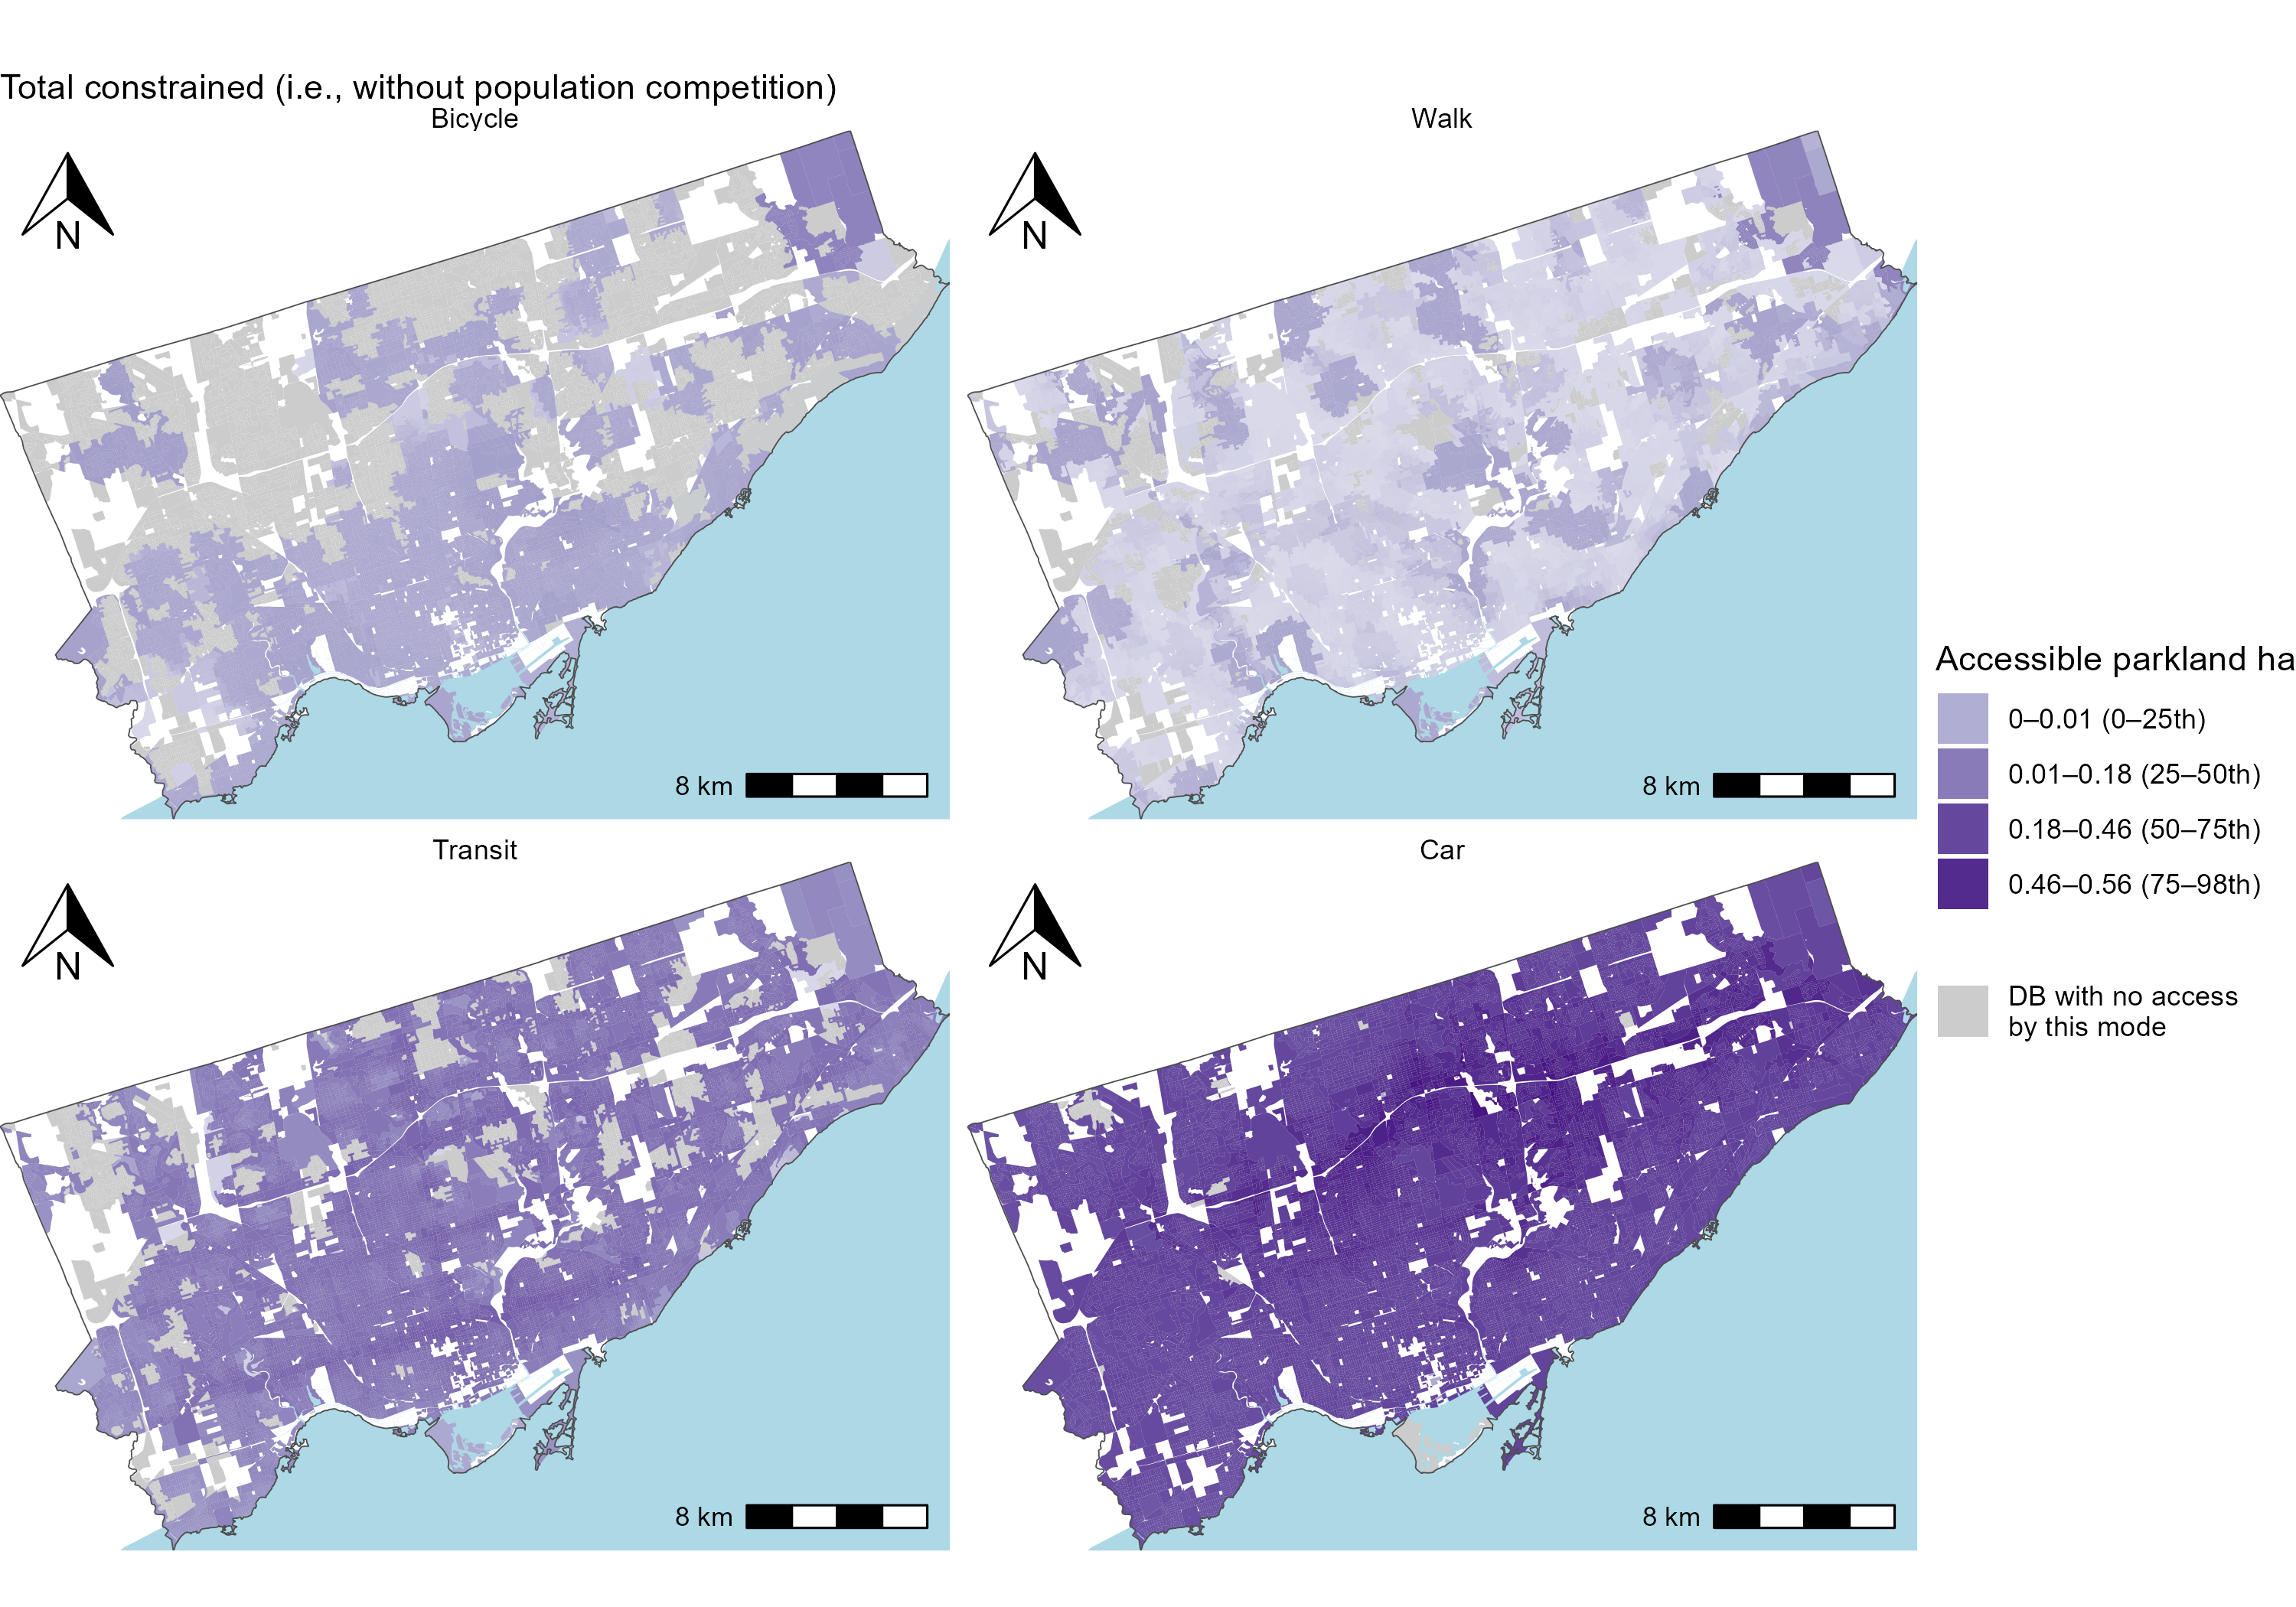 Total constrained (i.e., without population competition)
Bicycle
Walk
N
N
8 km
8 km
Transit
Car
N
N
8 km
8 km
Accessible parkland ha
0–0.01 (0–25th)
0.01–0.18 (25–50th)
0.18–0.46 (50–75th)
0.46–0.56 (75–98th)
DB with no access
by this mode